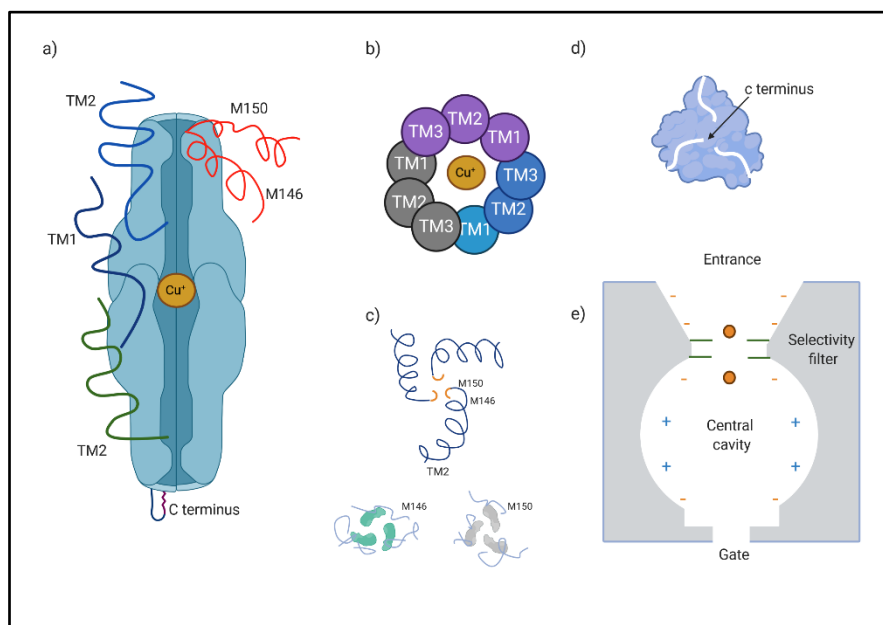 a)
TM2
M150
M146
TM1
Cu⁺
TM2
C terminus
b)
TM2
TM3
TM1
TM1
Cu⁺
TM3
TM2
TM2
TM3
TM1
c)
M150
M146
TM2
M146
M150
d)
c terminus
Entrance
e)
Selectivity
filter
Central
cavity
Gate
- - - -
- -
+ +
+ +
- -